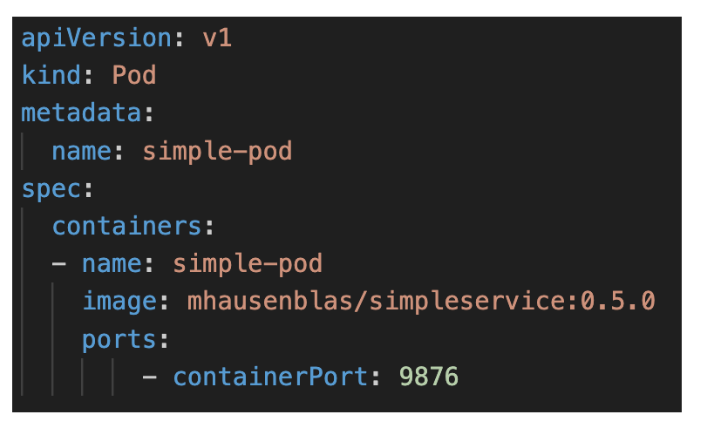 apiVersion: v1
kind: Pod
metadata:
  name: simple-pod
spec:
  containers:
  - name: simple-pod
    image: mhausenblas/simpleservice:0.5.0
    ports:
        - containerPort: 9876